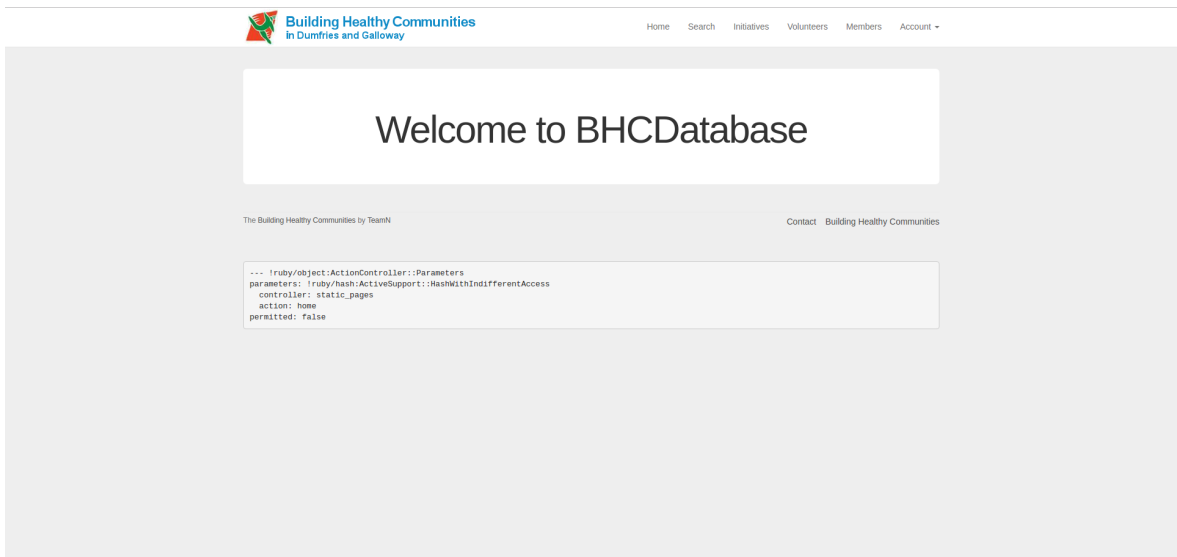 Building Healthy Communities
in Dumfries and Galloway
Home Search Initiatives Volunteers Members Account
Welcome to BHCDatabase
The Building Healthy Communities by TeamN
Contact Building Healthy Communities
--- !ruby/object:ActionController::Parameters
parameters: !ruby/hash:ActiveSupport::HashWithIndifferentAccess
  controller: static_pages
  action: home
permitted: false